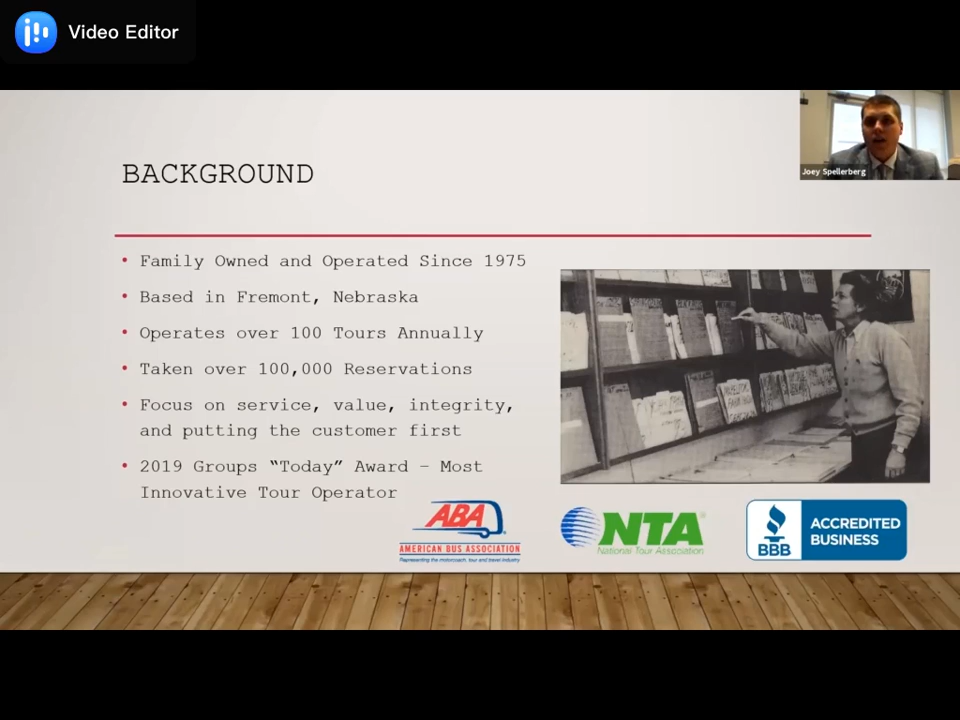 Video Editor
Joey Spellerberg
BACKGROUND
• Family Owned and Operated Since 1975
• Based in Fremont, Nebraska
• Operates over 100 Tours Annually
• Taken over 100,000 Reservations
• Focus on service, value, integrity,
and putting the customer first
• 2019 Groups “Today” Award – Most
Innovative Tour Operator
ABA
AMERICAN BUS ASSOCIATION
Representing the motorcoach, tour and travel industry
NTA
National Tour Association
BBB
ACCREDITED
BUSINESS